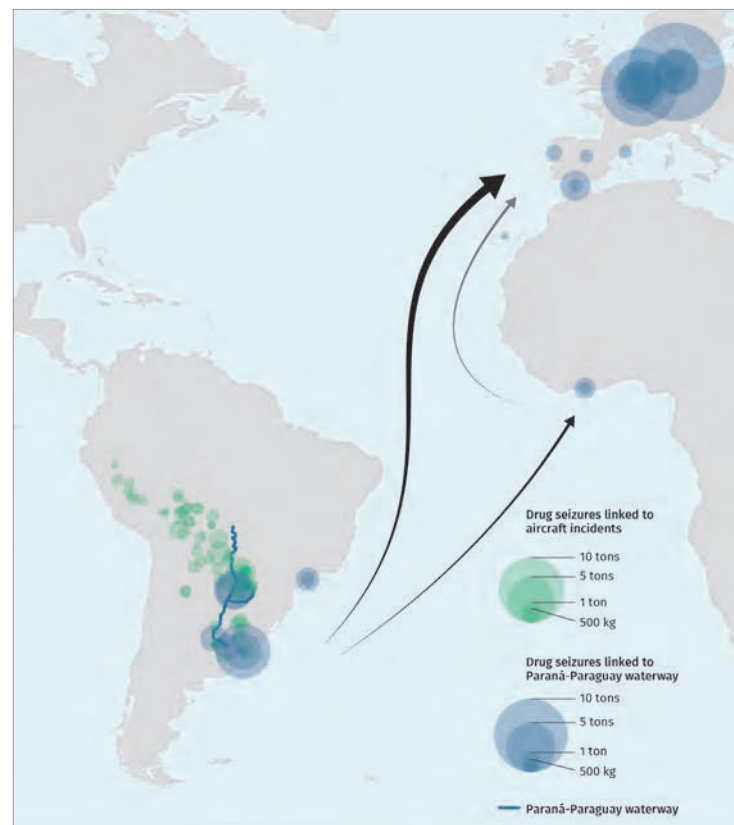 Drug seizures linked to
aircraft incidents
10 tons
5 tons
1 ton
500 kg
Drug seizures linked to
Paraná-Paraguay waterway
10 tons
5 tons
1 ton
500 kg
Paraná-Paraguay waterway